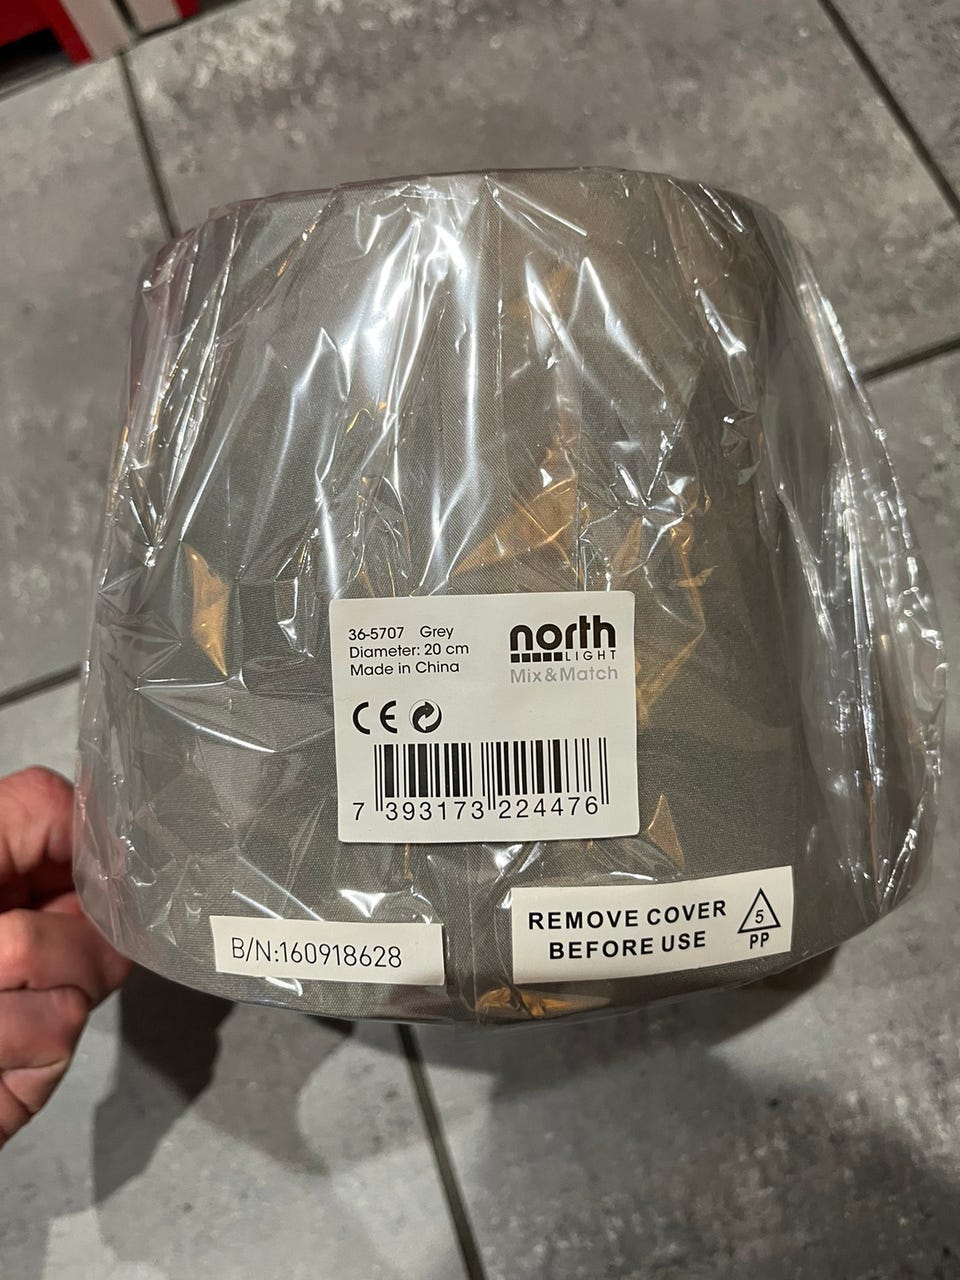 36-5707 Grey
Diameter: 20 cm
Made in China
north
LIGHT
Mix&Match
CE
7 393173 224476
B/N:160918628
REMOVE COVER
BEFORE USE
5
PP